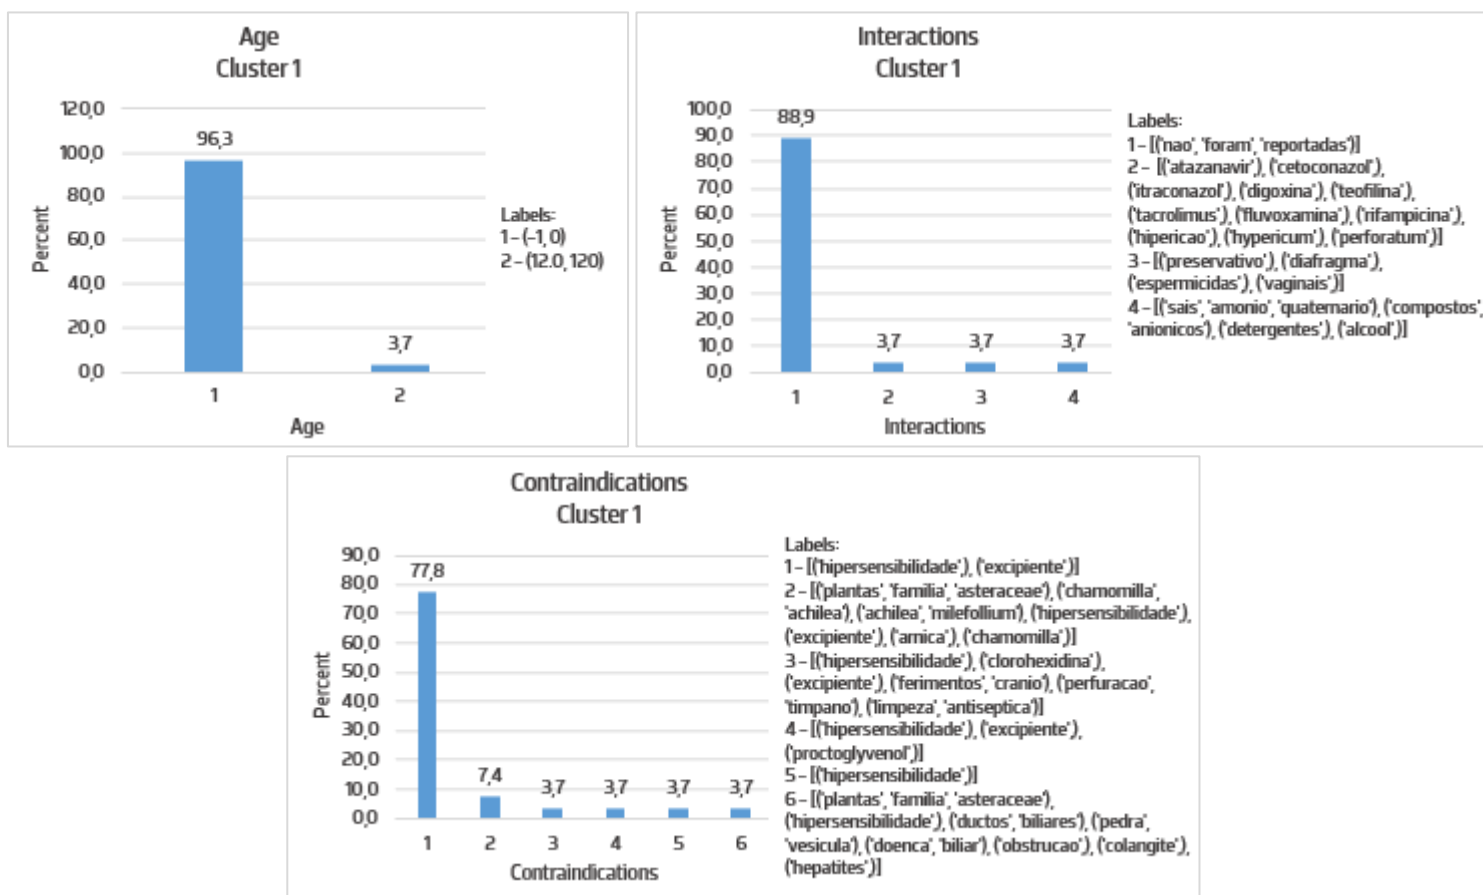 Age
Cluster 1
120,0
100,0
80,0
60,0
40,0
20,0
0,0
Percent
96,3
3,7
1
2
Age
Labels:
1 – (–1, 0)
2 – (12.0, 120)
Interactions
Cluster 1
100,0
90,0
80,0
70,0
60,0
50,0
40,0
30,0
20,0
10,0
0,0
Percent
88,9
3,7
3,7
3,7
1
2
3
4
Interactions
Labels:
1 – [('nao', 'foram', 'reportadas')]
2 – [('atazanavir',), ('cetoconazol',),
('itraconazol',), ('digoxina',), ('teofilina',),
('tacrolimus',), ('fluvoxamina',), ('rifampicina',),
('hipericao',), ('hypericum',), ('perforatum',)]
3 – [('preservativo',), ('diafragma',),
('espermicidas',), ('vaginais',)]
4 – [('sais', 'amonio', 'quaternario'), ('compostos',
'anionicos'), ('detergentes',), ('alcool',)]
Contraindications
Cluster 1
90,0
80,0
70,0
60,0
50,0
40,0
30,0
20,0
10,0
0,0
Percent
77,8
7,4
3,7
3,7
3,7
3,7
1
2
3
4
5
6
Contraindications
Labels:
1 – [('hipersensibilidade',), ('excipiente',)]
2 – [('plantas', 'familia', 'asteraceae'), ('chamomilla',
'achilea'), ('achilea', 'milefollium'), ('hipersensibilidade',),
('excipiente',), ('arnica',), ('chamomilla',)]
3 – [('hipersensibilidade',), ('clorohexidina',),
('excipiente',), ('ferimentos', 'cranio'), ('perfuracao',
'timpano'), ('limpeza', 'antiseptica')]
4 – [('hipersensibilidade',), ('excipiente',),
('proctoglyvenol',)]
5 – [('hipersensibilidade',)]
6 – [('plantas', 'familia', 'asteraceae'),
('hipersensibilidade',), ('ductos', 'biliares'), ('pedra',
'vesicula'), ('doenca', 'biliar'), ('obstrucao',), ('colangite',),
('hepatites',)]